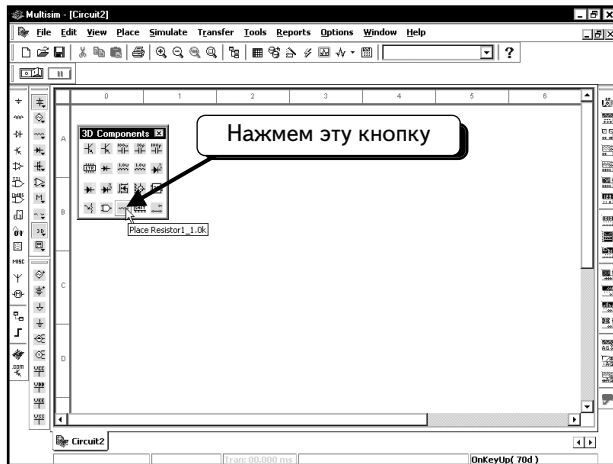 Multisim - [Circuit2]
File Edit View Place Simulate Transfer Tools Reports Options Window Help
0 1 2 3 4 5 6
3D Components
Нажмем эту кнопку
A
B
Place Resistor1_1.0k
MISC
C
D
Circuit2
Tran: 00.000 ms
OnKeyUp( 70d )